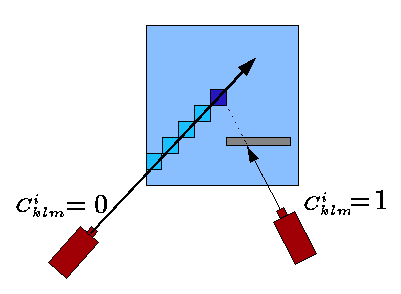 C^i_{klm} = 0
C^i_{klm} = 1